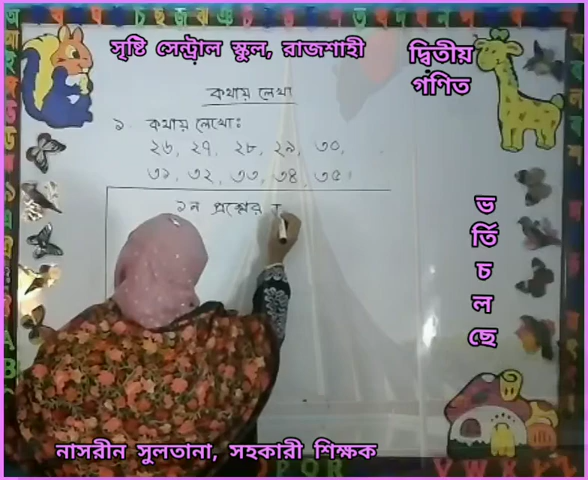 সৃষ্টি সেন্ট্রাল স্কুল, রাজশাহী
দ্বিতীয়
গণিত
কথায় লেখা
১. কথায় লেখোঃ
২৬, ২৭, ২৮, ২৯, ৩০,
৩১, ৩২, ৩৩, ৩৪, ৩৫।
১ন প্রশ্নের
ভ
র্তি
চ
ল
ছে
নাসরীন সুলতানা, সহকারী শিক্ষক